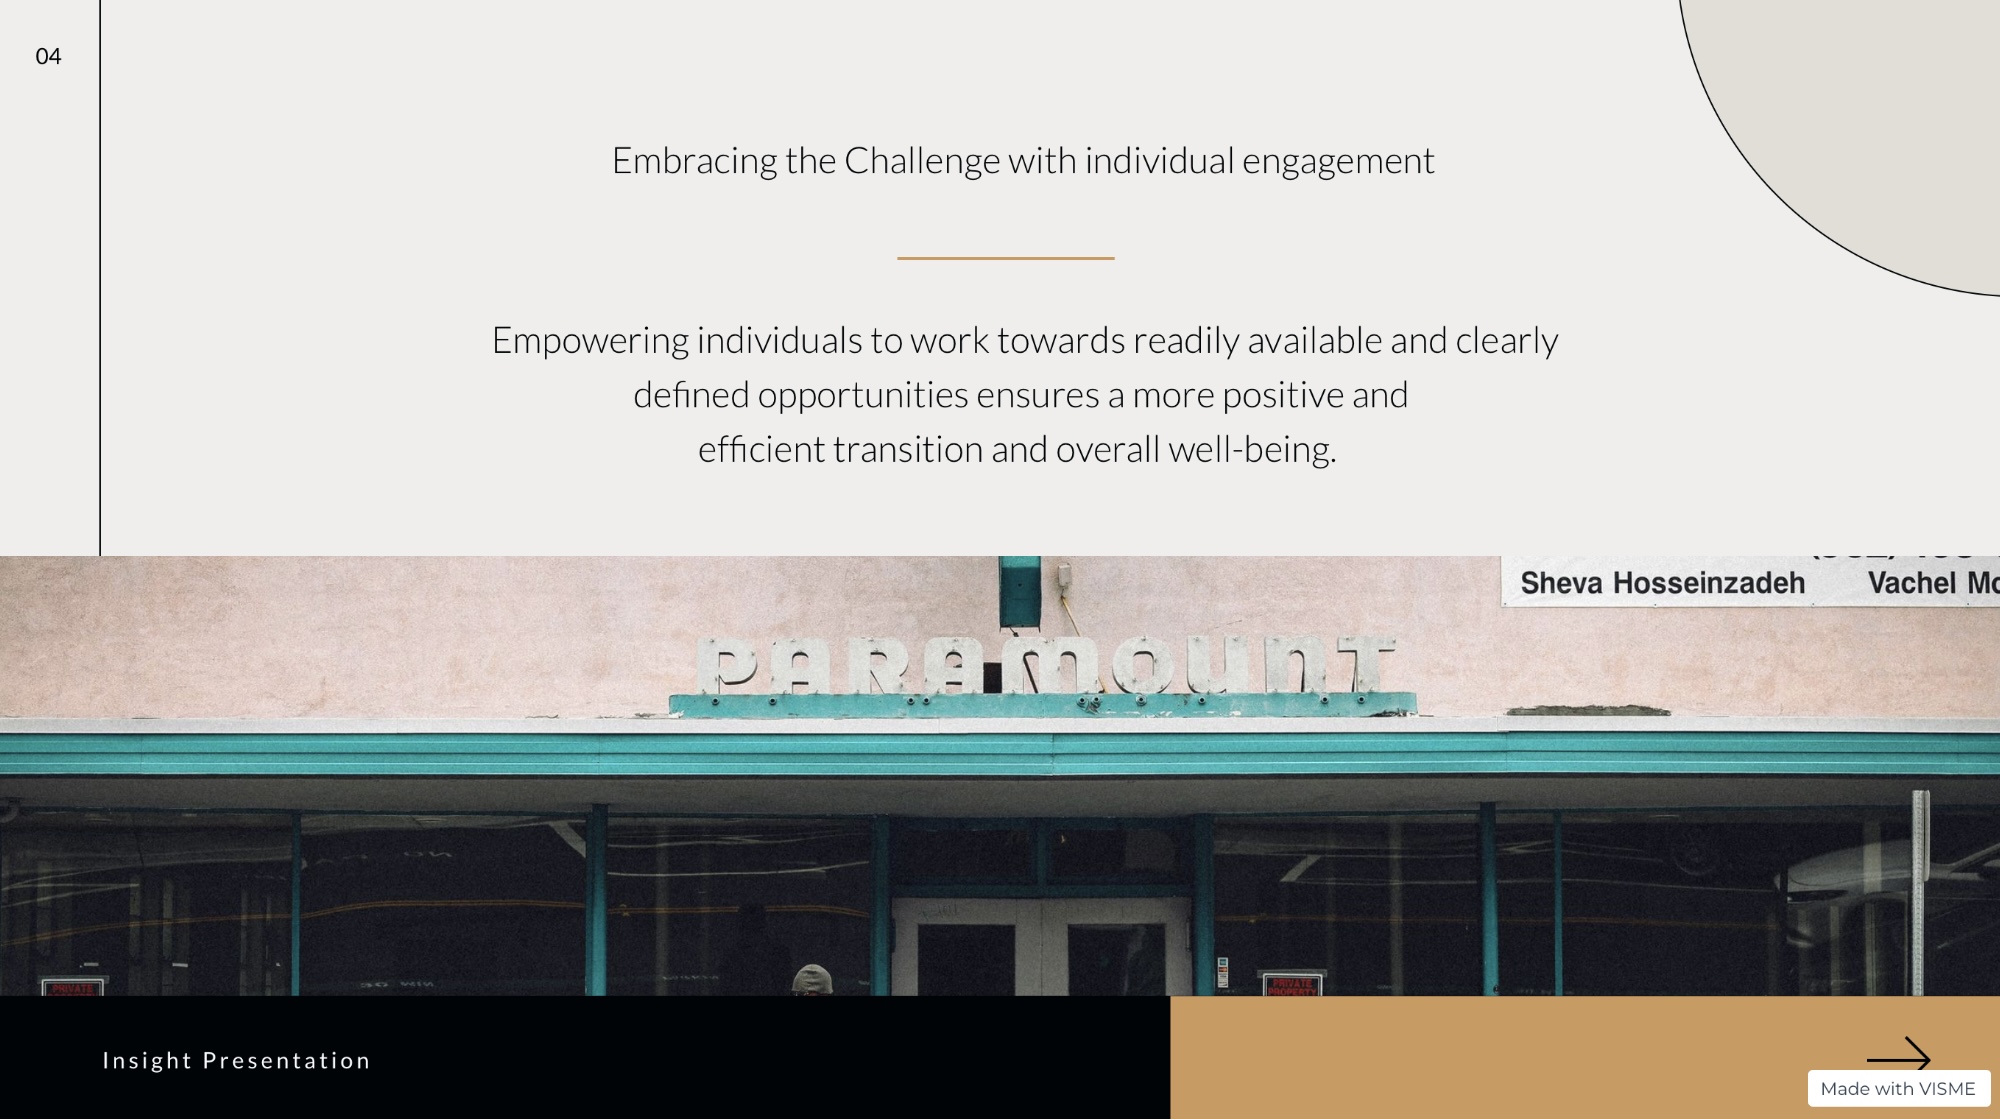 04
Embracing the Challenge with individual engagement
Empowering individuals to work towards readily available and clearly
defined opportunities ensures a more positive and
efficient transition and overall well-being.
Sheva Hosseinzadeh Vachel
PARAMOUNT
PRIVATE
PRIVATE
PROPERTY
Insight Presentation
Made with VISME